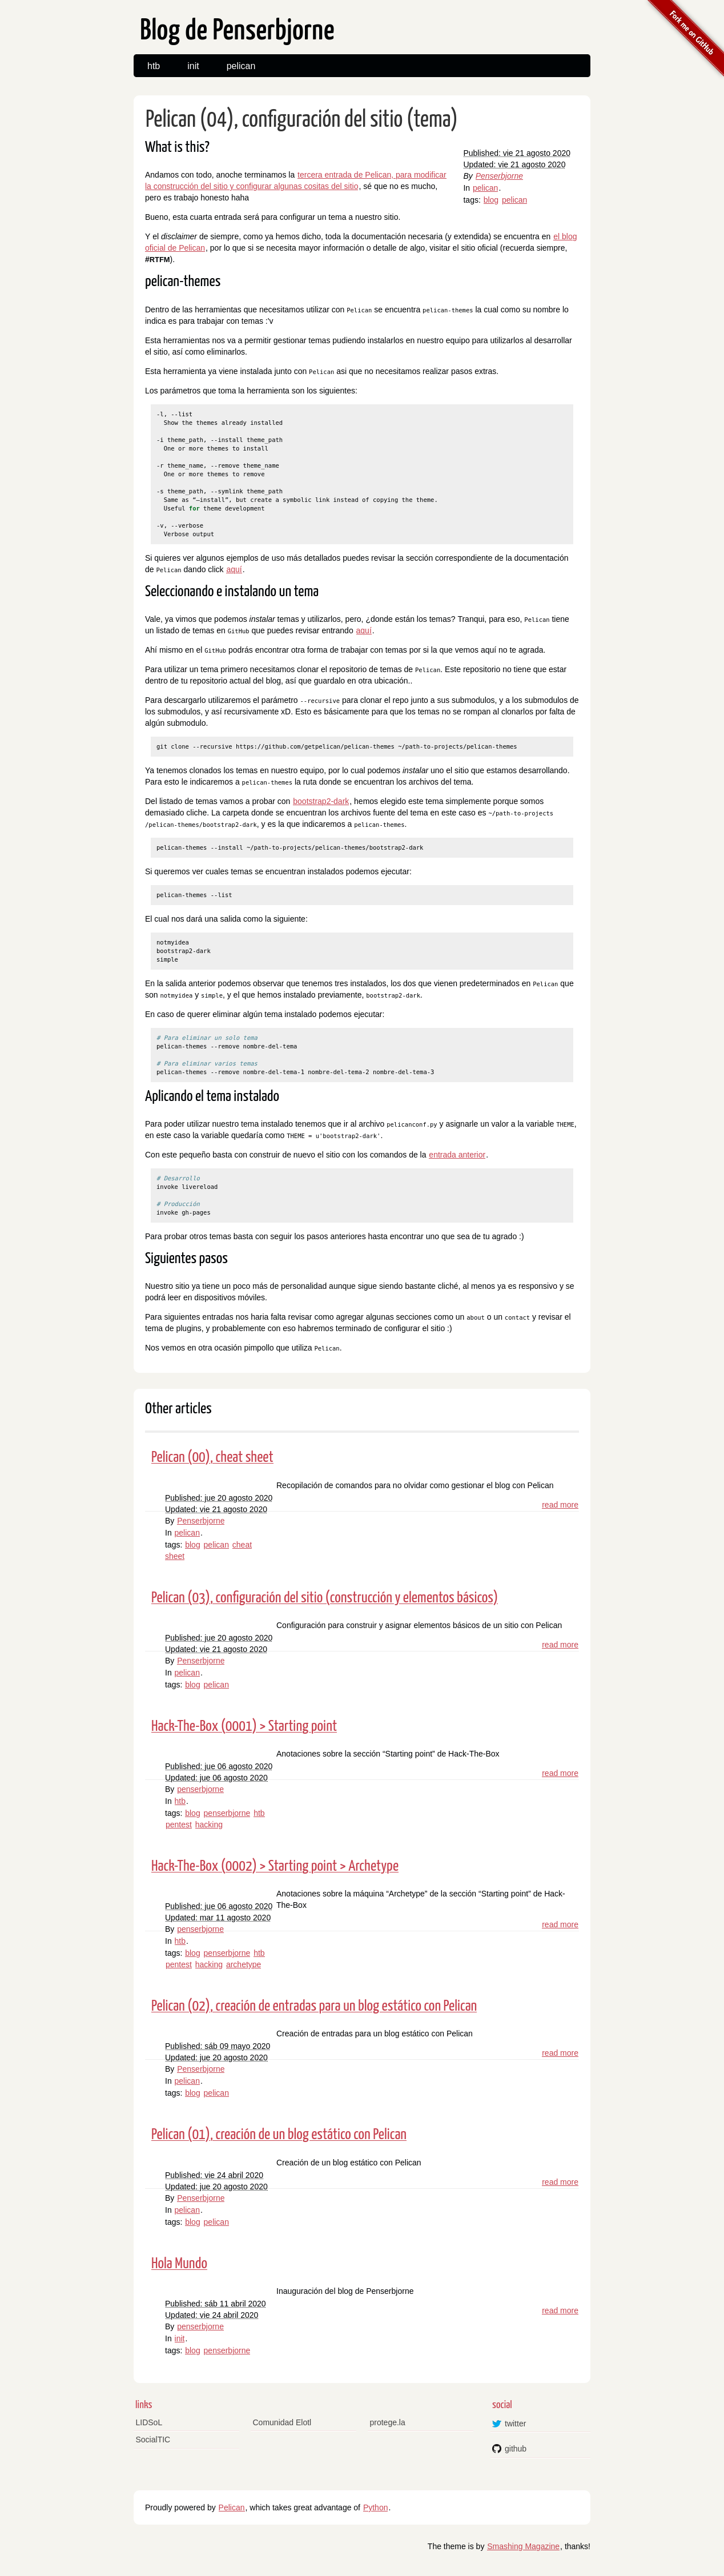 Blog de Penserbjorne
Fork me on GitHub
htb init pelican
Pelican (04), configuración del sitio (tema)
What is this?
Published: vie 21 agosto 2020
Updated: vie 21 agosto 2020
By Penserbjorne
In pelican.
tags: blog pelican
Andamos con todo, anoche terminamos la tercera entrada de Pelican, para modificar
la construcción del sitio y configurar algunas cositas del sitio, sé que no es mucho,
pero es trabajo honesto haha
Bueno, esta cuarta entrada será para configurar un tema a nuestro sitio.
Y el disclaimer de siempre, como ya hemos dicho, toda la documentación necesaria (y extendida) se encuentra en el blog
oficial de Pelican, por lo que si se necesita mayor información o detalle de algo, visitar el sitio oficial (recuerda siempre,
#RTFM).
pelican-themes
Dentro de las herramientas que necesitamos utilizar con Pelican se encuentra pelican-themes la cual como su nombre lo
indica es para trabajar con temas :'v
Esta herramientas nos va a permitir gestionar temas pudiendo instalarlos en nuestro equipo para utilizarlos al desarrollar
el sitio, así como eliminarlos.
Esta herramienta ya viene instalada junto con Pelican asi que no necesitamos realizar pasos extras.
Los parámetros que toma la herramienta son los siguientes:
-l, --list
Show the themes already installed
-i theme_path, --install theme_path
One or more themes to install
-r theme_name, --remove theme_name
One or more themes to remove
-s theme_path, --symlink theme_path
Same as “–install”, but create a symbolic link instead of copying the theme.
Useful for theme development
-v, --verbose
Verbose output
Si quieres ver algunos ejemplos de uso más detallados puedes revisar la sección correspondiente de la documentación
de Pelican dando click aquí.
Seleccionando e instalando un tema
Vale, ya vimos que podemos instalar temas y utilizarlos, pero, ¿donde están los temas? Tranqui, para eso, Pelican tiene
un listado de temas en GitHub que puedes revisar entrando aquí.
Ahí mismo en el GitHub podrás encontrar otra forma de trabajar con temas por si la que vemos aquí no te agrada.
Para utilizar un tema primero necesitamos clonar el repositorio de temas de Pelican. Este repositorio no tiene que estar
dentro de tu repositorio actual del blog, así que guardalo en otra ubicación..
Para descargarlo utilizaremos el parámetro --recursive para clonar el repo junto a sus submodulos, y a los submodulos de
los submodulos, y así recursivamente xD. Esto es básicamente para que los temas no se rompan al clonarlos por falta de
algún submodulo.
git clone --recursive https://github.com/getpelican/pelican-themes ~/path-to-projects/pelican-themes
Ya tenemos clonados los temas en nuestro equipo, por lo cual podemos instalar uno el sitio que estamos desarrollando.
Para esto le indicaremos a pelican-themes la ruta donde se encuentran los archivos del tema.
Del listado de temas vamos a probar con bootstrap2-dark, hemos elegido este tema simplemente porque somos
demasiado cliche. La carpeta donde se encuentran los archivos fuente del tema en este caso es ~/path-to-projects
/pelican-themes/bootstrap2-dark, y es la que indicaremos a pelican-themes.
pelican-themes --install ~/path-to-projects/pelican-themes/bootstrap2-dark
Si queremos ver cuales temas se encuentran instalados podemos ejecutar:
pelican-themes --list
El cual nos dará una salida como la siguiente:
notmyidea
bootstrap2-dark
simple
En la salida anterior podemos observar que tenemos tres instalados, los dos que vienen predeterminados en Pelican que
son notmyidea y simple, y el que hemos instalado previamente, bootstrap2-dark.
En caso de querer eliminar algún tema instalado podemos ejecutar:
# Para eliminar un solo tema
pelican-themes --remove nombre-del-tema
# Para eliminar varios temas
pelican-themes --remove nombre-del-tema-1 nombre-del-tema-2 nombre-del-tema-3
Aplicando el tema instalado
Para poder utilizar nuestro tema instalado tenemos que ir al archivo pelicanconf.py y asignarle un valor a la variable THEME,
en este caso la variable quedaría como THEME = u'bootstrap2-dark'.
Con este pequeño basta con construir de nuevo el sitio con los comandos de la entrada anterior.
# Desarrollo
invoke livereload
# Producción
invoke gh-pages
Para probar otros temas basta con seguir los pasos anteriores hasta encontrar uno que sea de tu agrado :)
Siguientes pasos
Nuestro sitio ya tiene un poco más de personalidad aunque sigue siendo bastante cliché, al menos ya es responsivo y se
podrá leer en dispositivos móviles.
Para siguientes entradas nos haria falta revisar como agregar algunas secciones como un about o un contact y revisar el
tema de plugins, y probablemente con eso habremos terminado de configurar el sitio :)
Nos vemos en otra ocasión pimpollo que utiliza Pelican.
Other articles
Pelican (00), cheat sheet
Recopilación de comandos para no olvidar como gestionar el blog con Pelican
Published: jue 20 agosto 2020
Updated: vie 21 agosto 2020
By Penserbjorne
In pelican.
tags: blog pelican cheat
sheet
read more
Pelican (03), configuración del sitio (construcción y elementos básicos)
Configuración para construir y asignar elementos básicos de un sitio con Pelican
Published: jue 20 agosto 2020
Updated: vie 21 agosto 2020
By Penserbjorne
In pelican.
tags: blog pelican
read more
Hack-The-Box (0001) > Starting point
Anotaciones sobre la sección “Starting point” de Hack-The-Box
Published: jue 06 agosto 2020
Updated: jue 06 agosto 2020
By penserbjorne
In htb.
tags: blog penserbjorne htb
pentest hacking
read more
Hack-The-Box (0002) > Starting point > Archetype
Anotaciones sobre la máquina “Archetype” de la sección “Starting point” de Hack-
The-Box
Published: jue 06 agosto 2020
Updated: mar 11 agosto 2020
By penserbjorne
In htb.
tags: blog penserbjorne htb
pentest hacking archetype
read more
Pelican (02), creación de entradas para un blog estático con Pelican
Creación de entradas para un blog estático con Pelican
Published: sáb 09 mayo 2020
Updated: jue 20 agosto 2020
By Penserbjorne
In pelican.
tags: blog pelican
read more
Pelican (01), creación de un blog estático con Pelican
Creación de un blog estático con Pelican
Published: vie 24 abril 2020
Updated: jue 20 agosto 2020
By Penserbjorne
In pelican.
tags: blog pelican
read more
Hola Mundo
Inauguración del blog de Penserbjorne
Published: sáb 11 abril 2020
Updated: vie 24 abril 2020
By penserbjorne
In init.
tags: blog penserbjorne
read more
links
LIDSoL Comunidad Elotl protege.la
SocialTIC
social
twitter
github
Proudly powered by Pelican, which takes great advantage of Python.
The theme is by Smashing Magazine, thanks!